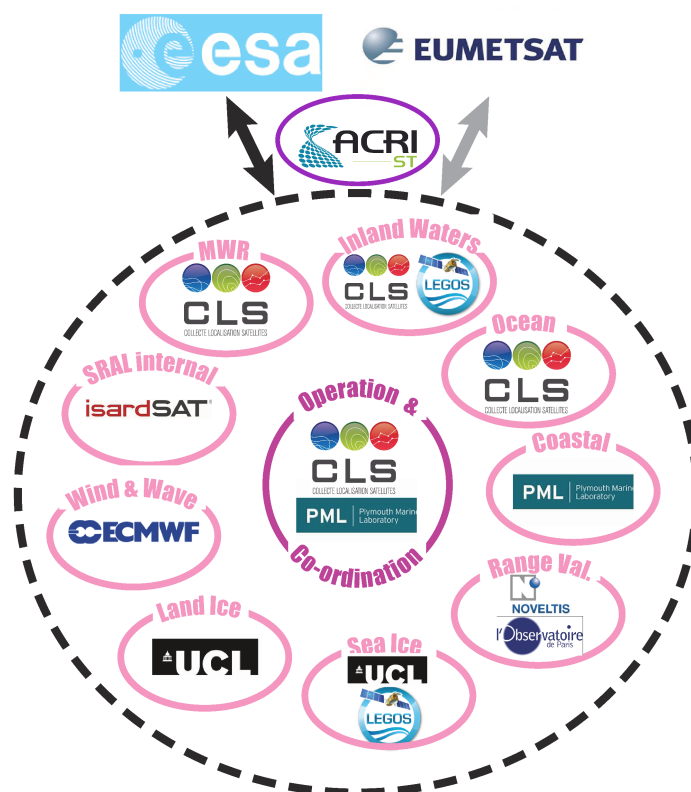 esa
EUMETSAT
ACRI
ST
MWR
CLS
COLLECTE LOCALISATION SATELLITES
Inland Waters
CLS
COLLECTE LOCALISATION SATELLITES
LEGOS
Ocean
CLS
COLLECTE LOCALISATION SATELLITES
SRAL internal
isardSAT
Operation &
CLS
COLLECTE LOCALISATION SATELLITES
PML
Plymouth Marine
Laboratory
Co-ordination
Coastal
PML
Plymouth Marine
Laboratory
Wind & Wave
ECMWF
Range Val.
N
NOVELTIS
l'Observatoire
de Paris
Land Ice
UCL
Sea Ice
UCL
LEGOS